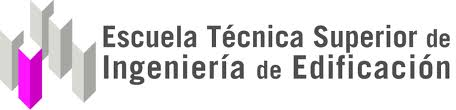 Escuela Técnica Superior de
Ingeniería de Edificación